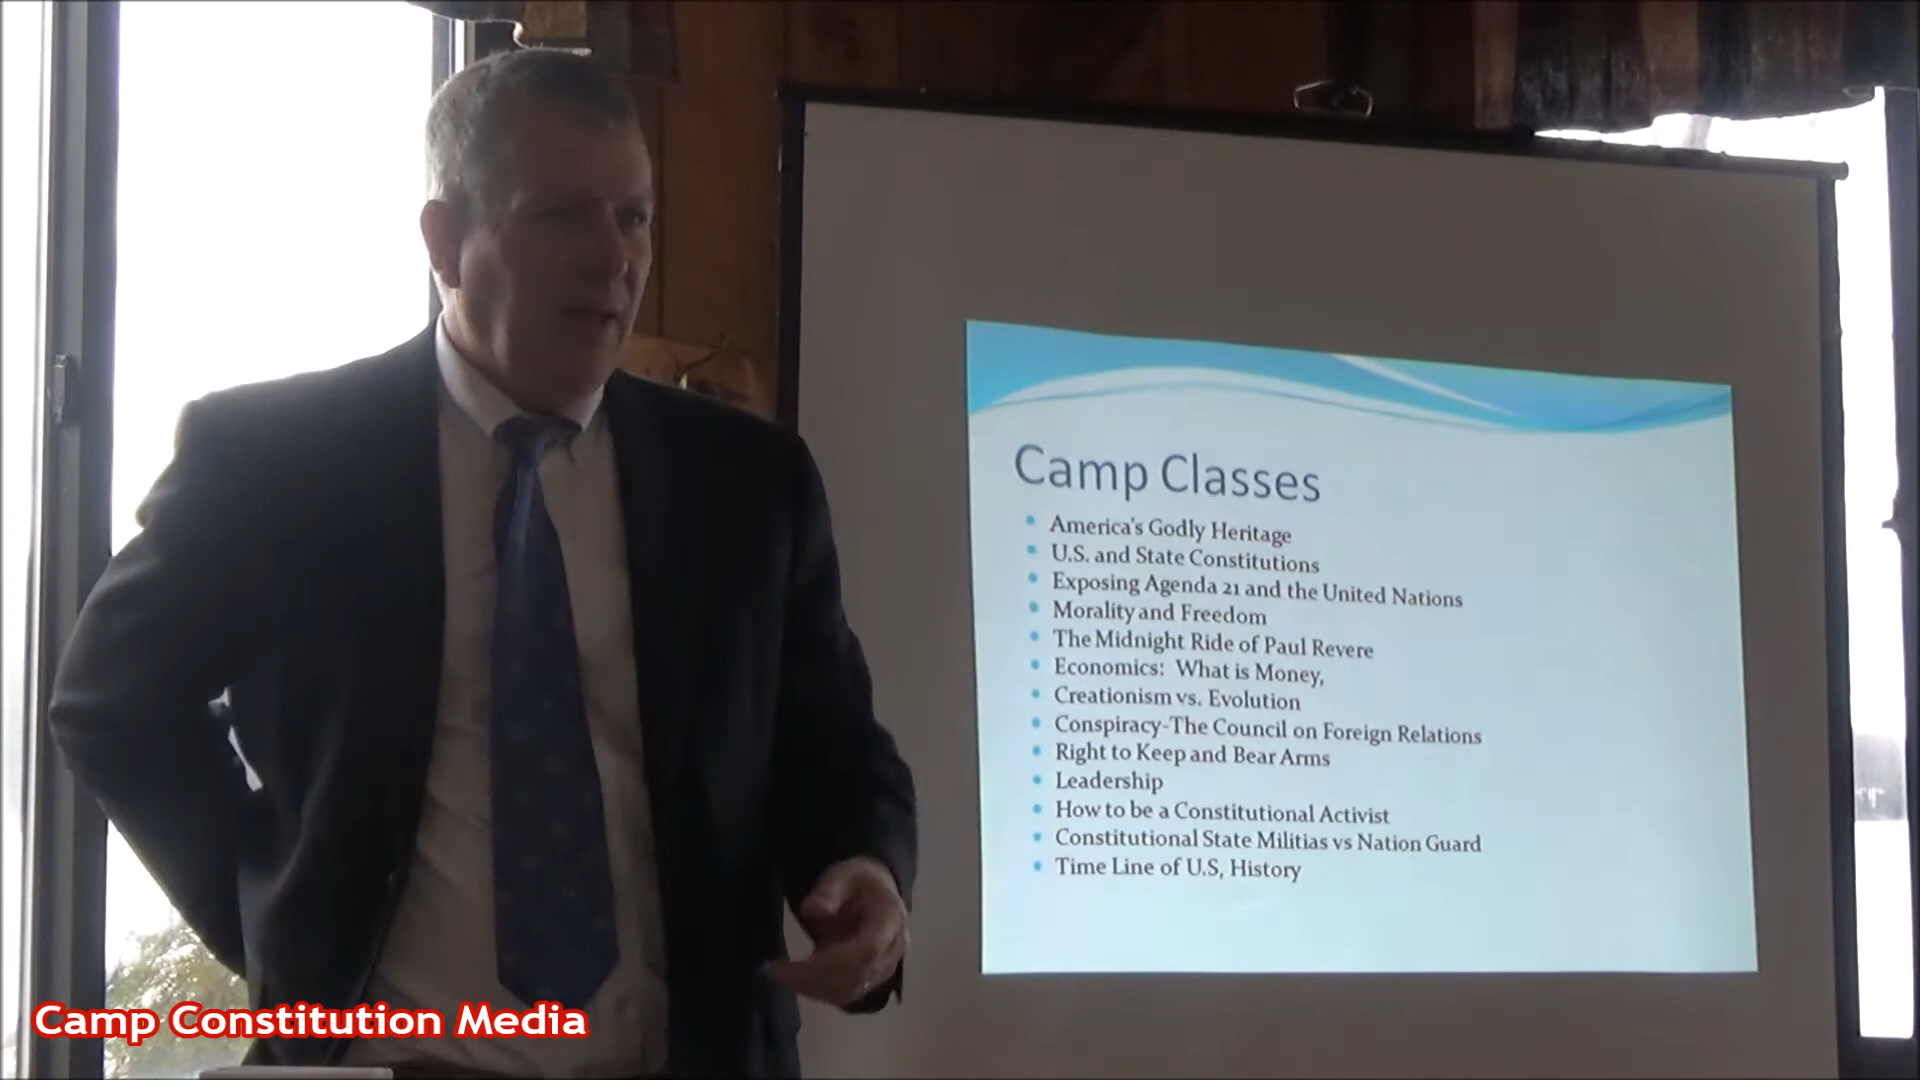 Camp Classes
America's Godly Heritage
U.S. and State Constitutions
Exposing Agenda 21 and the United Nations
Morality and Freedom
The Midnight Ride of Paul Revere
Economics: What is Money,
Creationism vs. Evolution
Conspiracy-The Council on Foreign Relations
Right to Keep and Bear Arms
Leadership
How to be a Constitutional Activist
Constitutional State Militias vs Nation Guard
Time Line of U.S, History
Camp Constitution Media